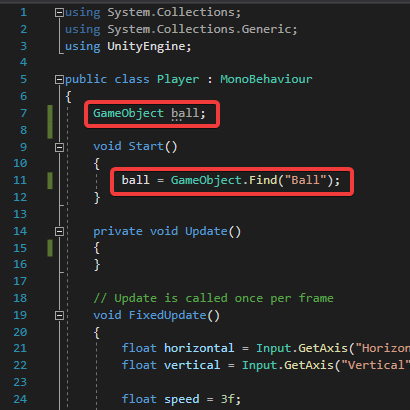 1 using System.Collections;
2 using System.Collections.Generic;
3 using UnityEngine;
4
5 public class Player : MonoBehaviour
6 {
7 GameObject ball;
8
9 void Start()
10 {
11 ball = GameObject.Find("Ball");
12 }
13
14 private void Update()
15 {
16 }
17
18 // Update is called once per frame
19 void FixedUpdate()
20 {
21 float horizontal = Input.GetAxis("Horizon
22 float vertical = Input.GetAxis("Vertical"
23
24 float speed = 3f;